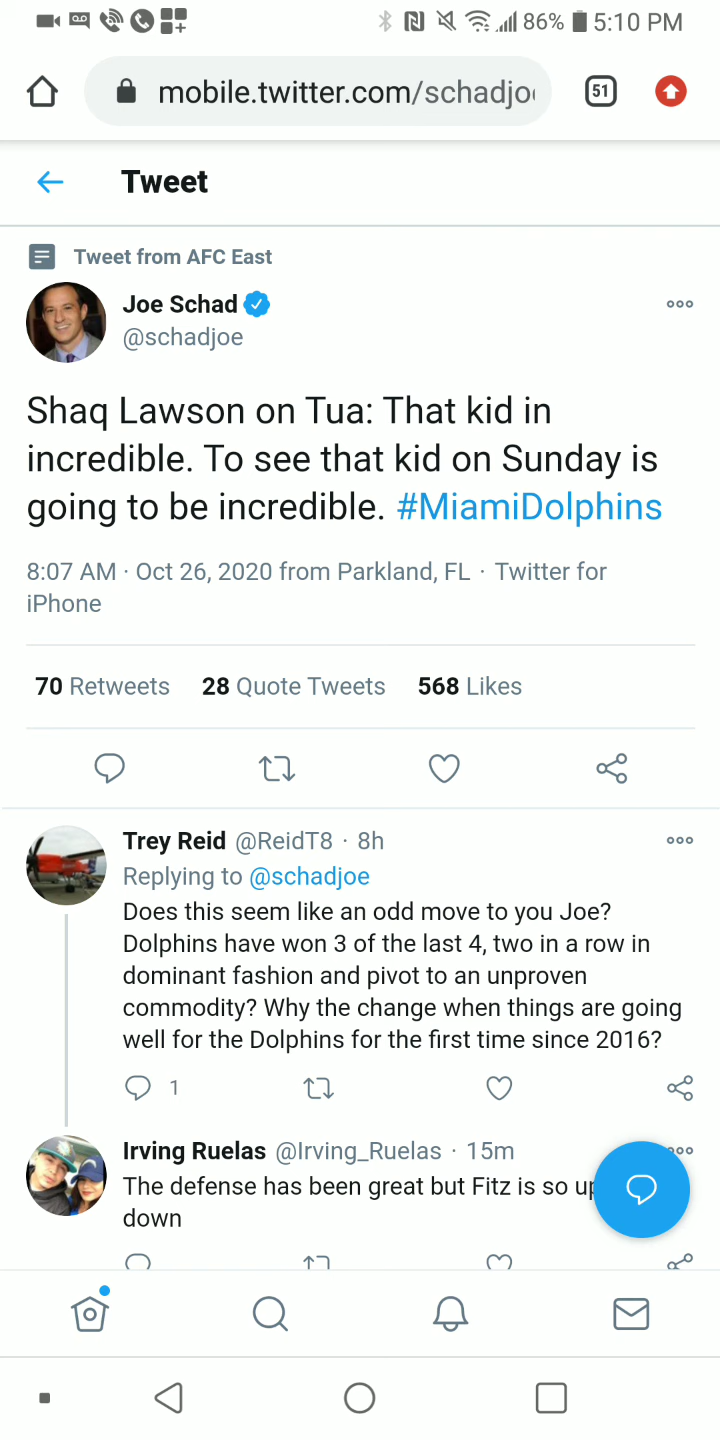 86% 5:10 PM
mobile.twitter.com/schadjo
51
Tweet
Tweet from AFC East
Joe Schad
@schadjoe
Shaq Lawson on Tua: That kid in
incredible. To see that kid on Sunday is
going to be incredible. #MiamiDolphins
8:07 AM · Oct 26, 2020 from Parkland, FL · Twitter for
iPhone
70 Retweets 28 Quote Tweets 568 Likes
Trey Reid @ReidT8 · 8h
Replying to @schadjoe
Does this seem like an odd move to you Joe?
Dolphins have won 3 of the last 4, two in a row in
dominant fashion and pivot to an unproven
commodity? Why the change when things are going
well for the Dolphins for the first time since 2016?
1
Irving Ruelas @Irving_Ruelas · 15m
The defense has been great but Fitz is so up
down